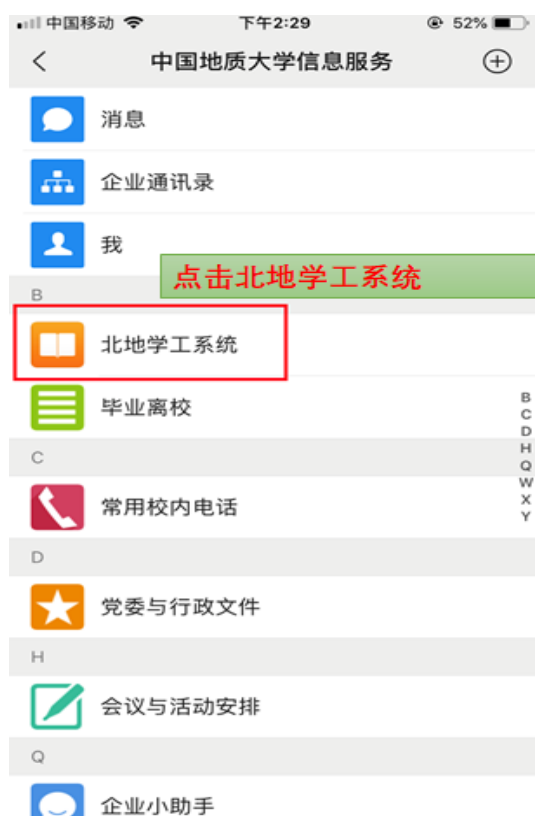 中国移动 下午2:29 52%
中国地质大学信息服务
消息
企业通讯录
我
点击北地学工系统
B
北地学工系统
毕业离校
C
常用校内电话
D
党委与行政文件
H
会议与活动安排
Q
企业小助手
B
C
D
H
Q
W
X
Y